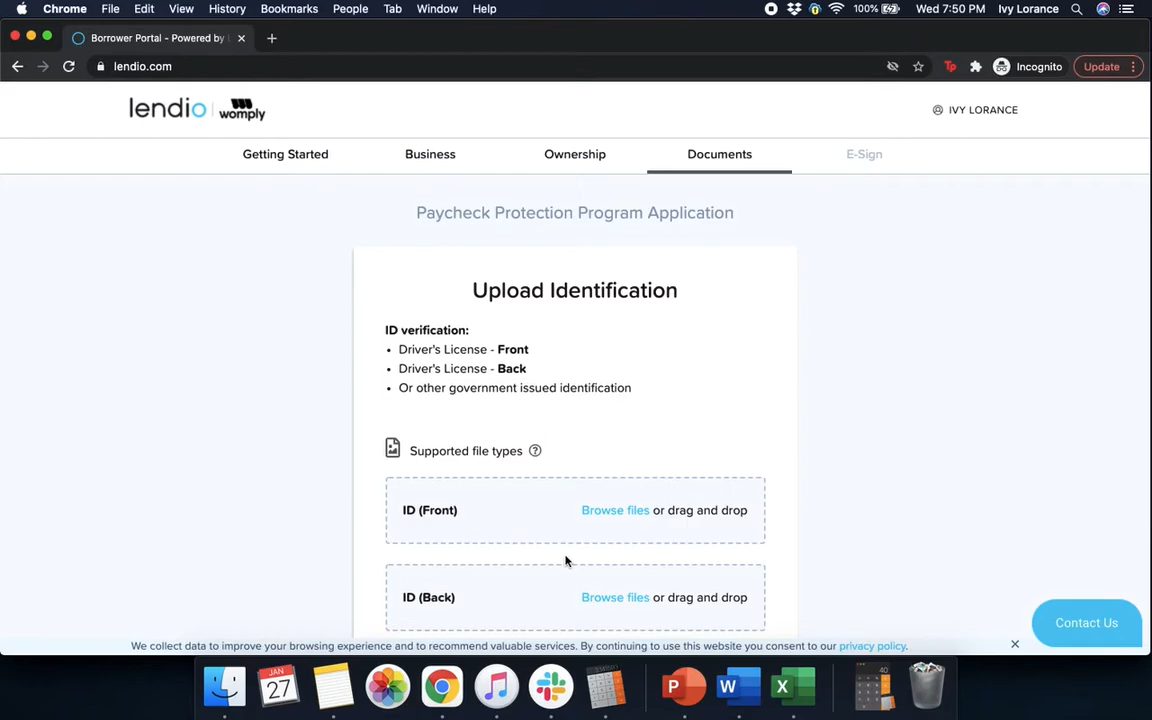 Chrome File Edit View History Bookmarks People Tab Window Help 100% Wed 7:50 PM Ivy Lorance
Borrower Portal - Powered by
lendio.com Incognito Update
lendio womply IVY LORANCE
Getting Started Business Ownership Documents E-Sign
Paycheck Protection Program Application
Upload Identification
ID verification:
• Driver's License - Front
• Driver's License - Back
• Or other government issued identification
Supported file types ?
ID (Front) Browse files or drag and drop
ID (Back) Browse files or drag and drop
Contact Us
We collect data to improve your browsing experience and to recommend valuable services. By continuing to use this website you consent to our privacy policy.
JAN
27
P W X